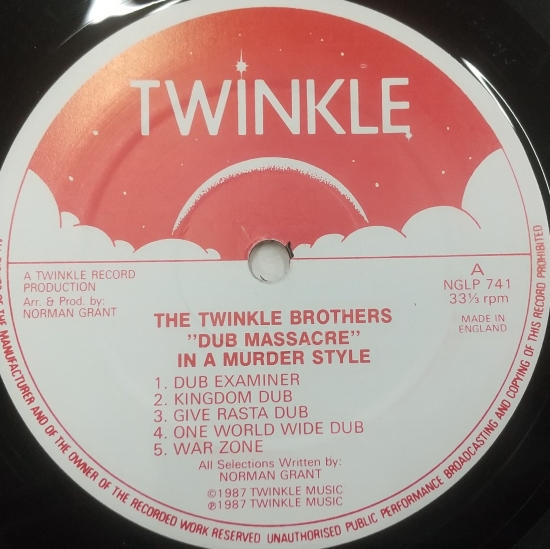 TWINKLE
A TWINKLE RECORD
PRODUCTION
Arr. & Prod. by:
NORMAN GRANT
A
NGLP 741
33⅓ rpm
MADE IN
ENGLAND
THE TWINKLE BROTHERS
"DUB MASSACRE"
IN A MURDER STYLE
1. DUB EXAMINER
2. KINGDOM DUB
3. GIVE RASTA DUB
4. ONE WORLD WIDE DUB
5. WAR ZONE
All Selections Written by:
NORMAN GRANT
©1987 TWINKLE MUSIC
℗1987 TWINKLE MUSIC
MANUFACTURER AND OF THE OWNER OF THE RECORDED WORK RESERVED UNAUTHORISED PUBLIC PERFORMANCE BROADCASTING AND COPYING OF THIS RECORD PROHIBITED